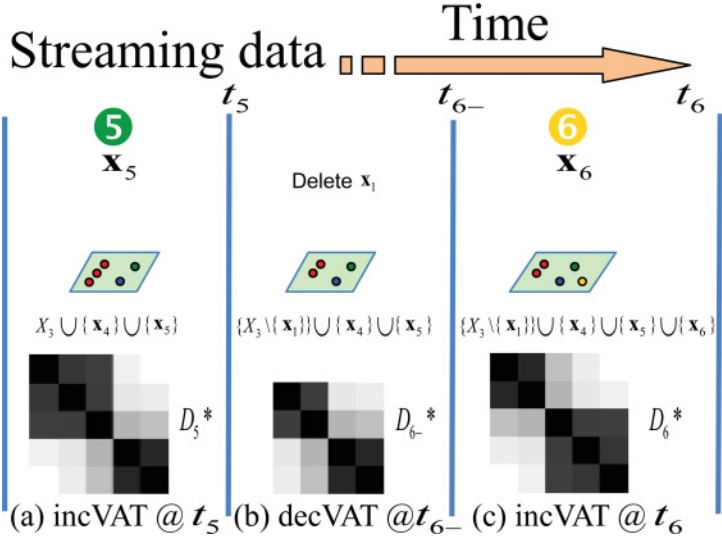 Streaming data
Time
t₅
t₆₋
t₆
5
x₅
Delete x₁
6
x₆
X₃ ∪ {x₄} ∪ {x₅}
{X₃ \ {x₁}} ∪ {x₄} ∪ {x₅}
{X₃ \ {x₁}} ∪ {x₄} ∪ {x₅} ∪ {x₆}
D₅*
D₆₋*
D₆*
(a) incVAT @ t₅
(b) decVAT @t₆₋
(c) incVAT @ t₆